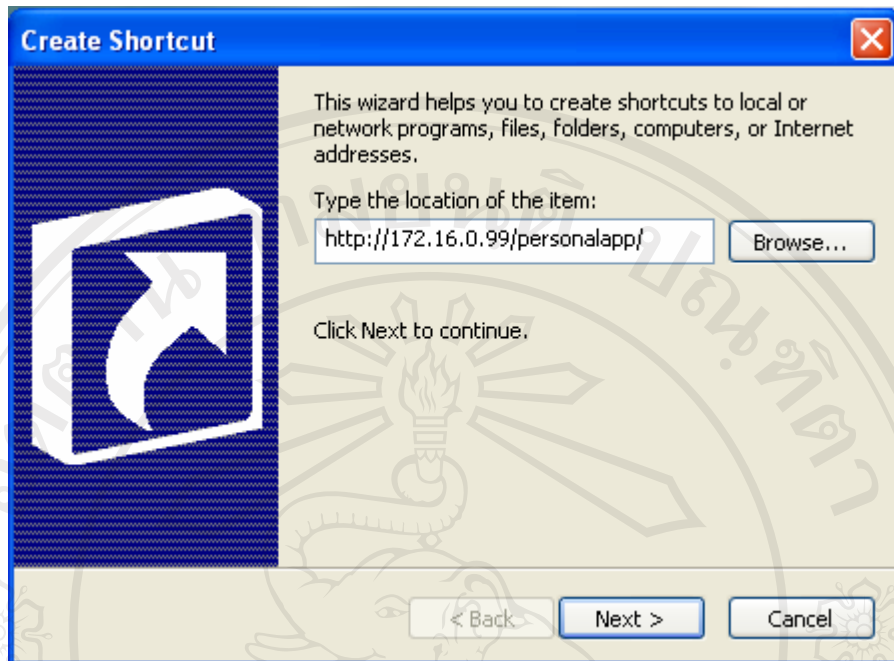 Create Shortcut
This wizard helps you to create shortcuts to local or
network programs, files, folders, computers, or Internet
addresses.
Type the location of the item:
http://172.16.0.99/personalapp/
Browse...
Click Next to continue.
< Back
Next >
Cancel